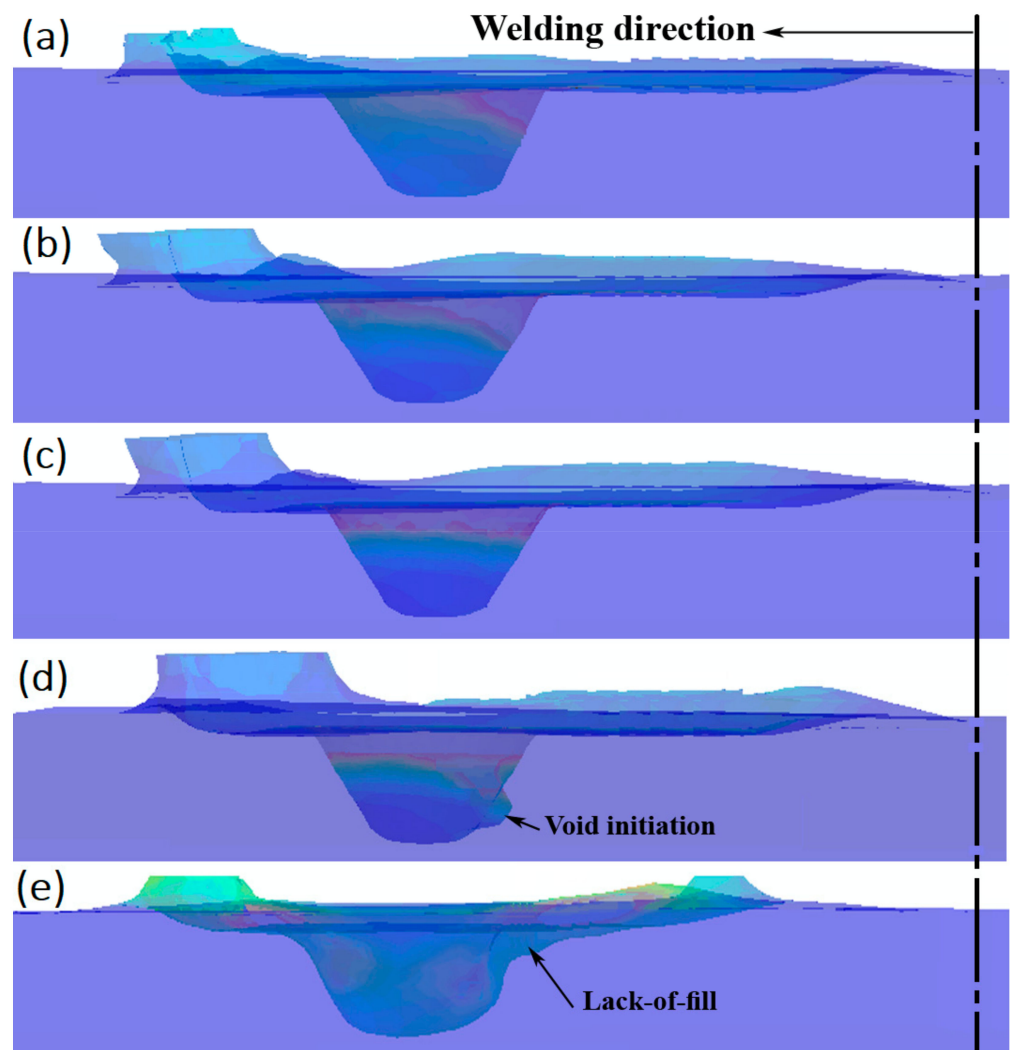 (a)
Welding direction
(b)
(c)
(d)
Void initiation
(e)
Lack-of-fill